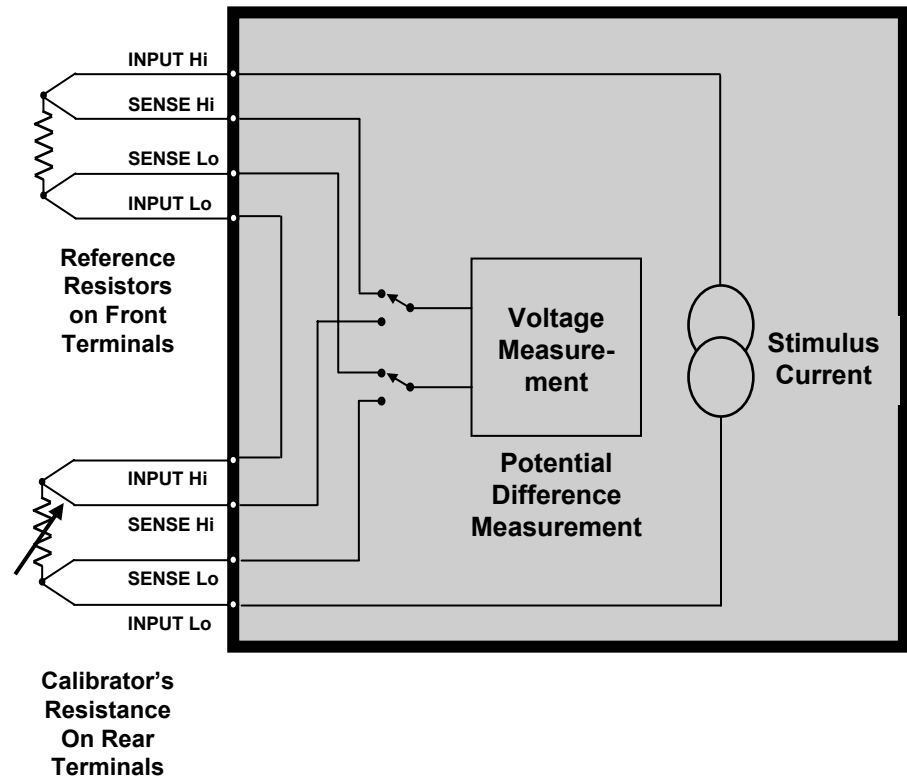 INPUT Hi
SENSE Hi
SENSE Lo
INPUT Lo
Reference
Resistors
on Front
Terminals
Voltage
Measure-
ment
Potential
Difference
Measurement
Stimulus
Current
INPUT Hi
SENSE Hi
SENSE Lo
INPUT Lo
Calibrator’s
Resistance
On Rear
Terminals